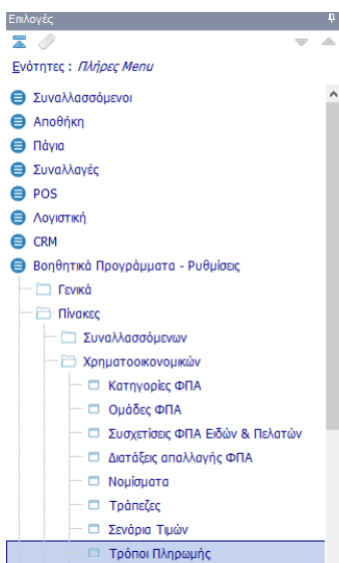 Επιλογές
Ενότητες : Πλήρες Menu
Συναλλασσόμενοι
Αποθήκη
Πάγια
Συναλλαγές
POS
Λογιστική
CRM
Βοηθητικά Προγράμματα - Ρυθμίσεις
Γενικά
Πίνακες
Συναλλασσόμενων
Χρηματοοικονομικών
Κατηγορίες ΦΠΑ
Ομάδες ΦΠΑ
Συσχετίσεις ΦΠΑ Ειδών & Πελατών
Διατάξεις απαλλαγής ΦΠΑ
Νομίσματα
Τράπεζες
Σενάρια Τιμών
Τρόποι Πληρωμής